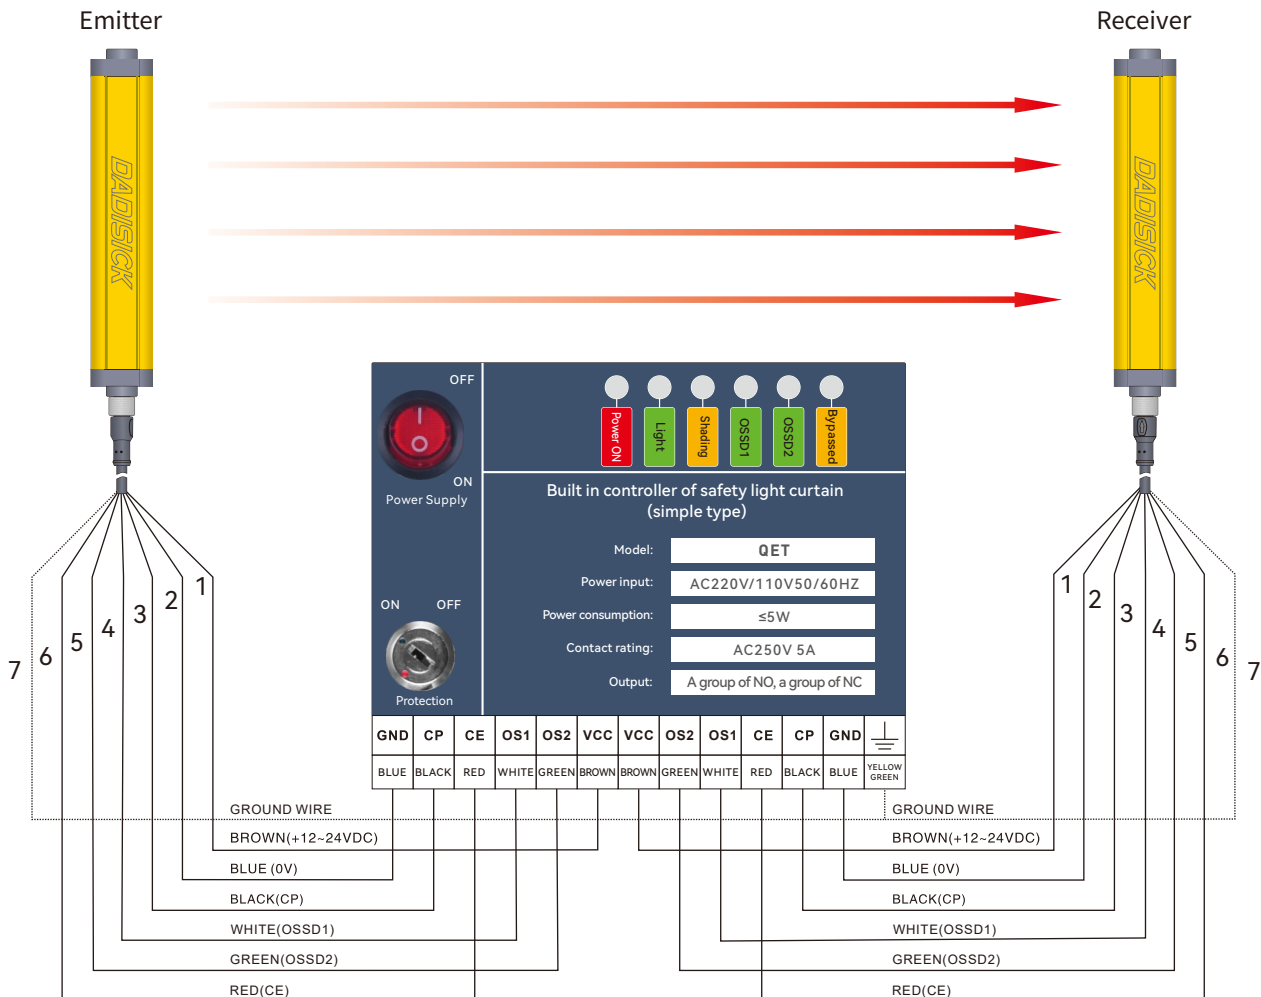 Emitter
Receiver
DADISICK
DADISICK
OFF
ON
Power Supply
Power ON
Light
Shading
OSSD1
OSSD2
Bypassed
Built in controller of safety light curtain
(simple type)
Model: QET
Power input: AC220V/110V50/60HZ
Power consumption: ≤5W
Contact rating: AC250V 5A
Output: A group of NO, a group of NC
ON OFF
Protection
GND CP CE OS1 OS2 VCC VCC OS2 OS1 CE CP GND
BLUE BLACK RED WHITE GREEN BROWN BROWN GREEN WHITE RED BLACK BLUE YELLOW GREEN
1
2
3
4
5
6
7
1
2
3
4
5
6
7
GROUND WIRE
BROWN(+12~24VDC)
BLUE (0V)
BLACK(CP)
WHITE(OSSD1)
GREEN(OSSD2)
RED(CE)
GROUND WIRE
BROWN(+12~24VDC)
BLUE (0V)
BLACK(CP)
WHITE(OSSD1)
GREEN(OSSD2)
RED(CE)